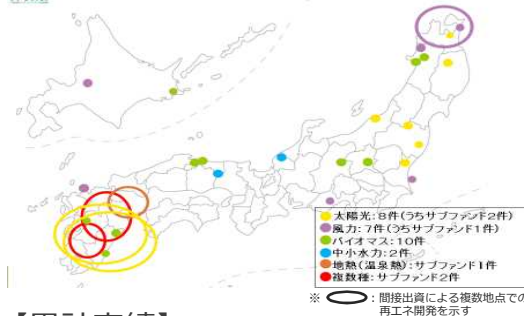 太陽光:8件(うちサブファンド2件)
風力:7件(うちサブファンド1件)
バイオマス:10件
中小水力:2件
地熱(温泉熱):サブファンド1件
複数種:サブファンド2件
※ :間接出資による複数地点での
再エネ開発を示す